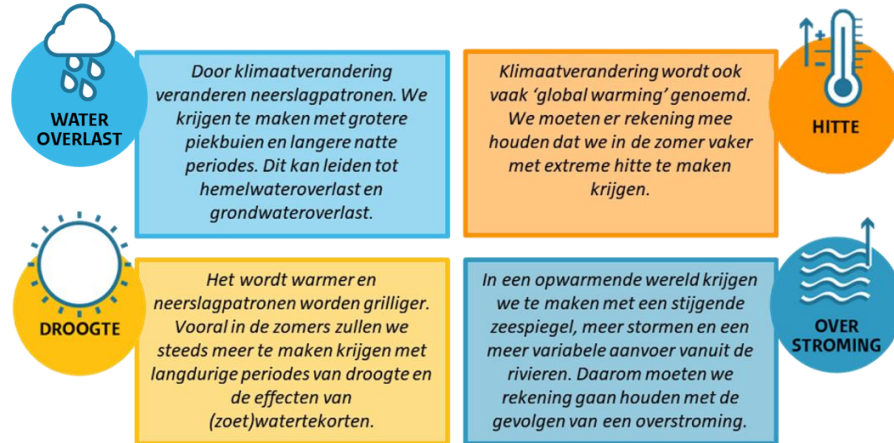 WATER
OVERLAST
Door klimaatverandering
veranderen neerslagpatronen. We
krijgen te maken met grotere
piekbuien en langere natte
periodes. Dit kan leiden tot
hemelwateroverlast en
grondwateroverlast.
Klimaatverandering wordt ook
vaak ‘global warming’ genoemd.
We moeten er rekening mee
houden dat we in de zomer vaker
met extreme hitte te maken
krijgen.
+
-
HITTE
DROOGTE
Het wordt warmer en
neerslagpatronen worden grilliger.
Vooral in de zomers zullen we
steeds meer te maken krijgen met
langdurige periodes van droogte en
de effecten van
(zoet)watertekorten.
In een opwarmende wereld krijgen
we te maken met een stijgende
zeespiegel, meer stormen en een
meer variabele aanvoer vanuit de
rivieren. Daarom moeten we
rekening gaan houden met de
gevolgen van een overstroming.
OVER
STROMING